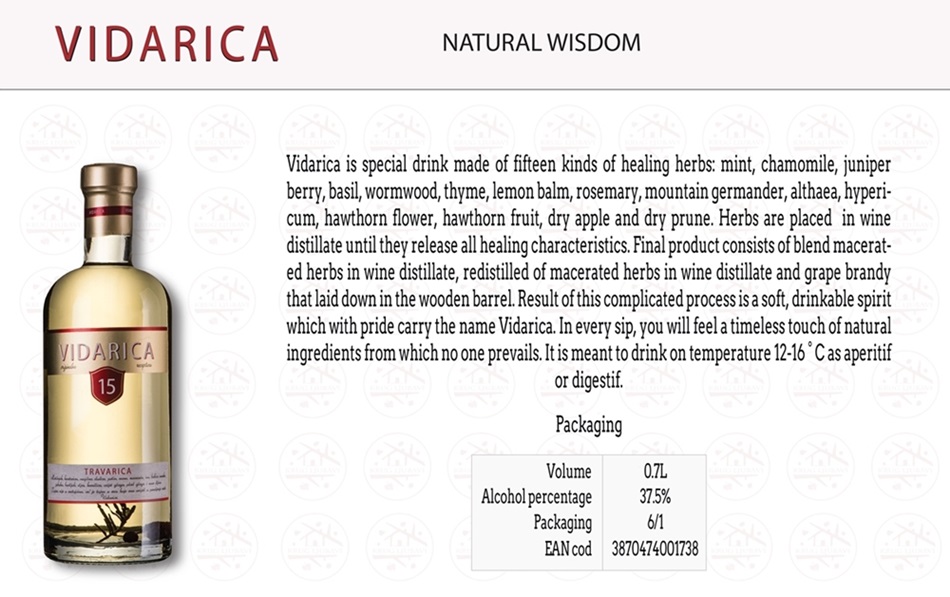 VIDARICA
NATURAL WISDOM
Vidarica is special drink made of fifteen kinds of healing herbs: mint, chamomile, juniper
berry, basil, wormwood, thyme, lemon balm, rosemary, mountain germander, althaea, hyperi-
cum, hawthorn flower, hawthorn fruit, dry apple and dry prune. Herbs are placed in wine
distillate until they release all healing characteristics. Final product consists of blend macerat-
ed herbs in wine distillate, redistilled of macerated herbs in wine distillate and grape brandy
that laid down in the wooden barrel. Result of this complicated process is a soft, drinkable spirit
which with pride carry the name Vidarica. In every sip, you will feel a timeless touch of natural
ingredients from which no one prevails. It is meant to drink on temperature 12-16 ° C as aperitif
or digestif.
Packaging
Volume 0.7L
Alcohol percentage 37.5%
Packaging 6/1
EAN cod 3870474001738
VIDARICA
15
TRAVARICA